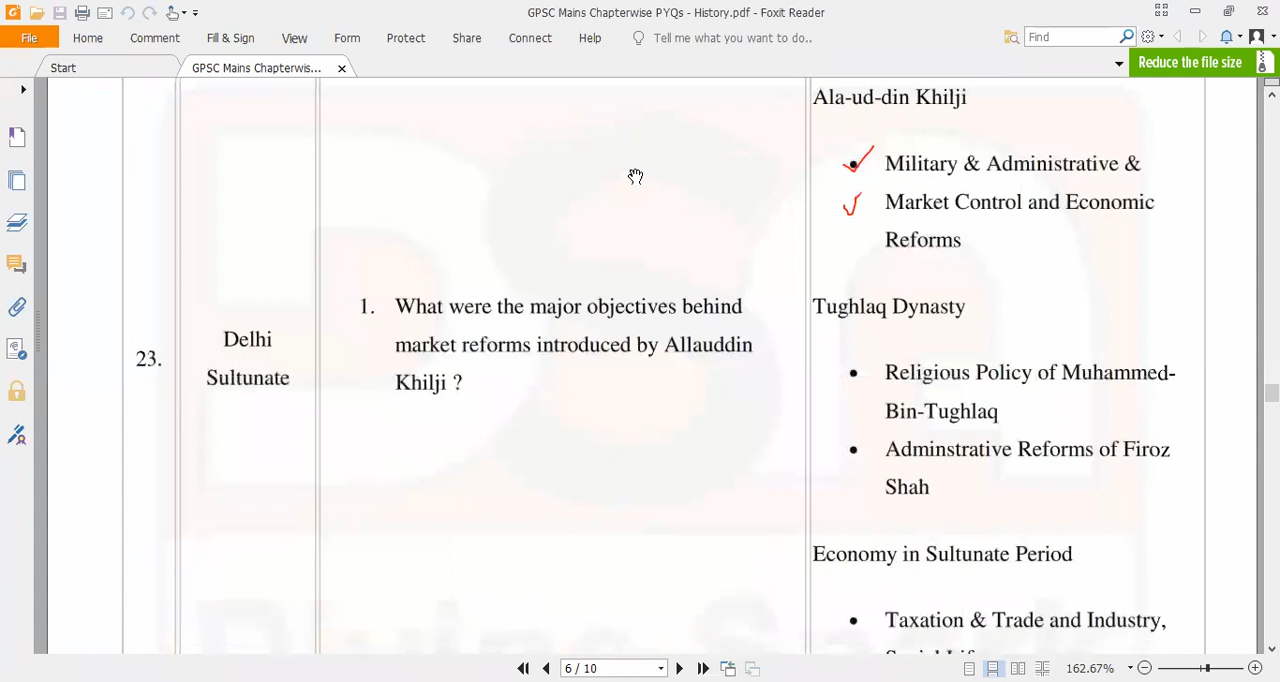 GPSC Mains Chapterwise PYQs - History.pdf - Foxit Reader
File Home Comment Fill & Sign View Form Protect Share Connect Help Tell me what you want to do.. Find
Start GPSC Mains Chapterwis... Reduce the file size
Ala-ud-din Khilji
Military & Administrative &
Market Control and Economic
Reforms
23.
Delhi
Sultunate
1. What were the major objectives behind
market reforms introduced by Allauddin
Khilji ?
Tughlaq Dynasty
Religious Policy of Muhammed-
Bin-Tughlaq
Adminstrative Reforms of Firoz
Shah
Economy in Sultunate Period
Taxation & Trade and Industry,
6 / 10
162.67%